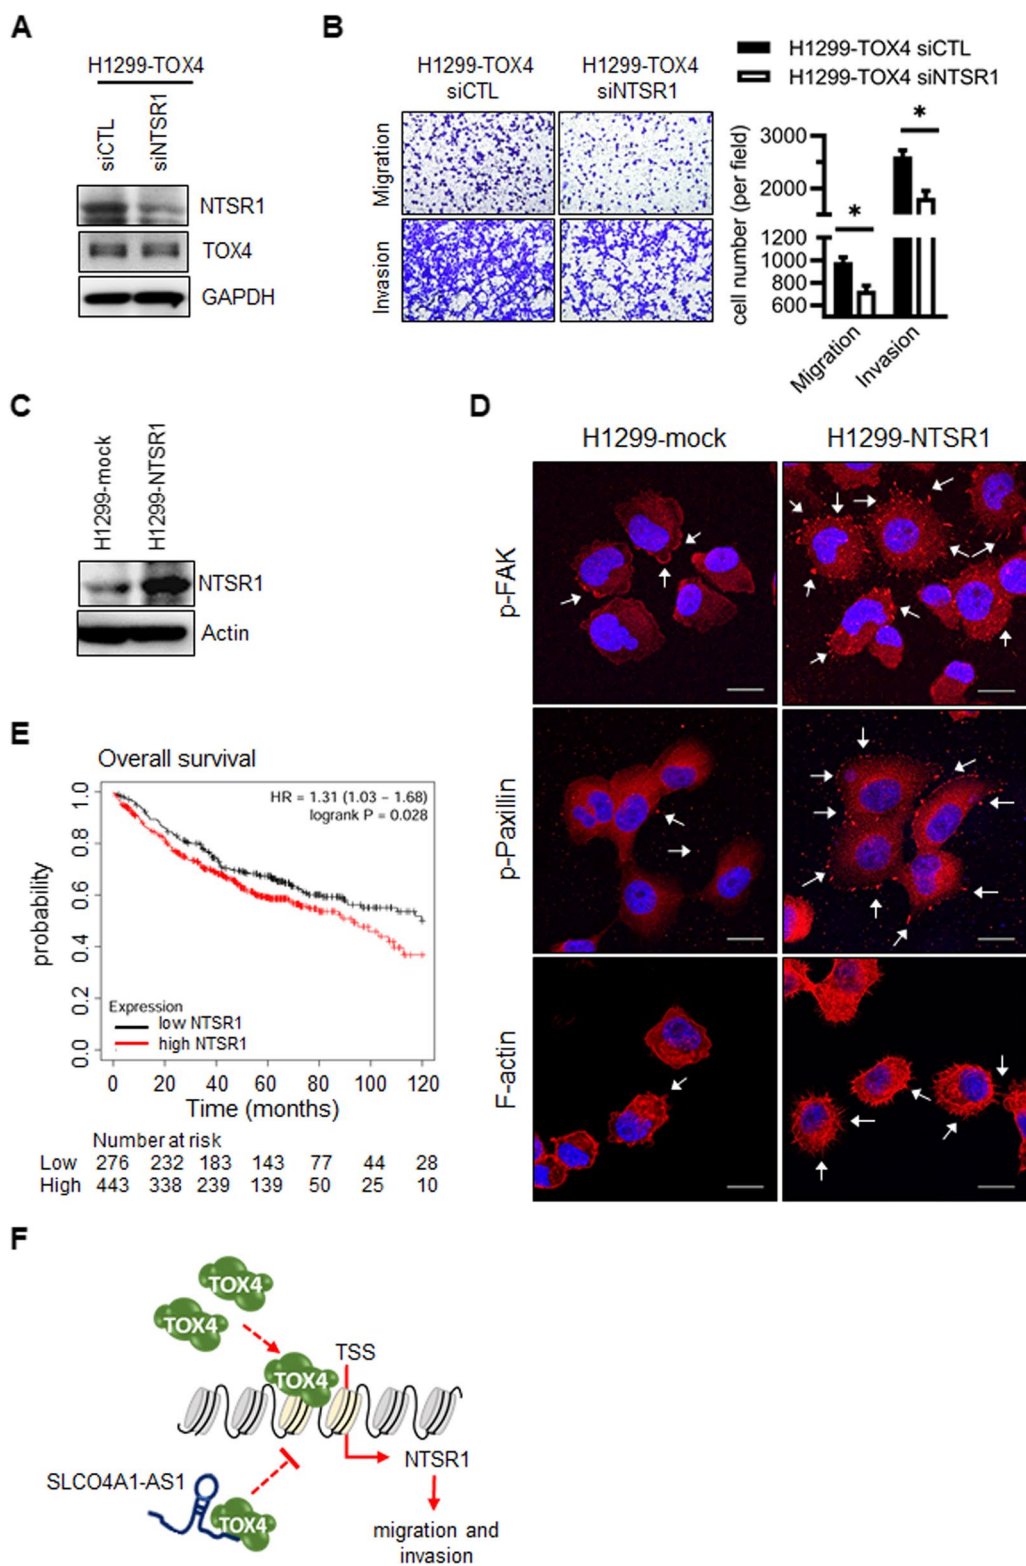 A
H1299-TOX4
siCTL
siNTSR1
NTSR1
TOX4
GAPDH
B
H1299-TOX4
siCTL
H1299-TOX4
siNTSR1
Migration
Invasion
H1299-TOX4 siCTL
H1299-TOX4 siNTSR1
cell number (per field)
3000
2000
1200
1000
800
600
*
*
Migration
Invasion
C
H1299-mock
H1299-NTSR1
NTSR1
Actin
D
H1299-mock
H1299-NTSR1
p-FAK
p-Paxillin
F-actin
E
Overall survival
HR = 1.31 (1.03 – 1.68)
logrank P = 0.028
probability
1.0
0.8
0.6
0.4
0.2
0.0
Expression
low NTSR1
high NTSR1
0 20 40 60 80 100 120
Time (months)
Number at risk
Low 276 232 183 143 77 44 28
High 443 338 239 139 50 25 10
F
TOX4
TOX4
TOX4
TSS
NTSR1
SLCO4A1-AS1
TOX4
migration and
invasion